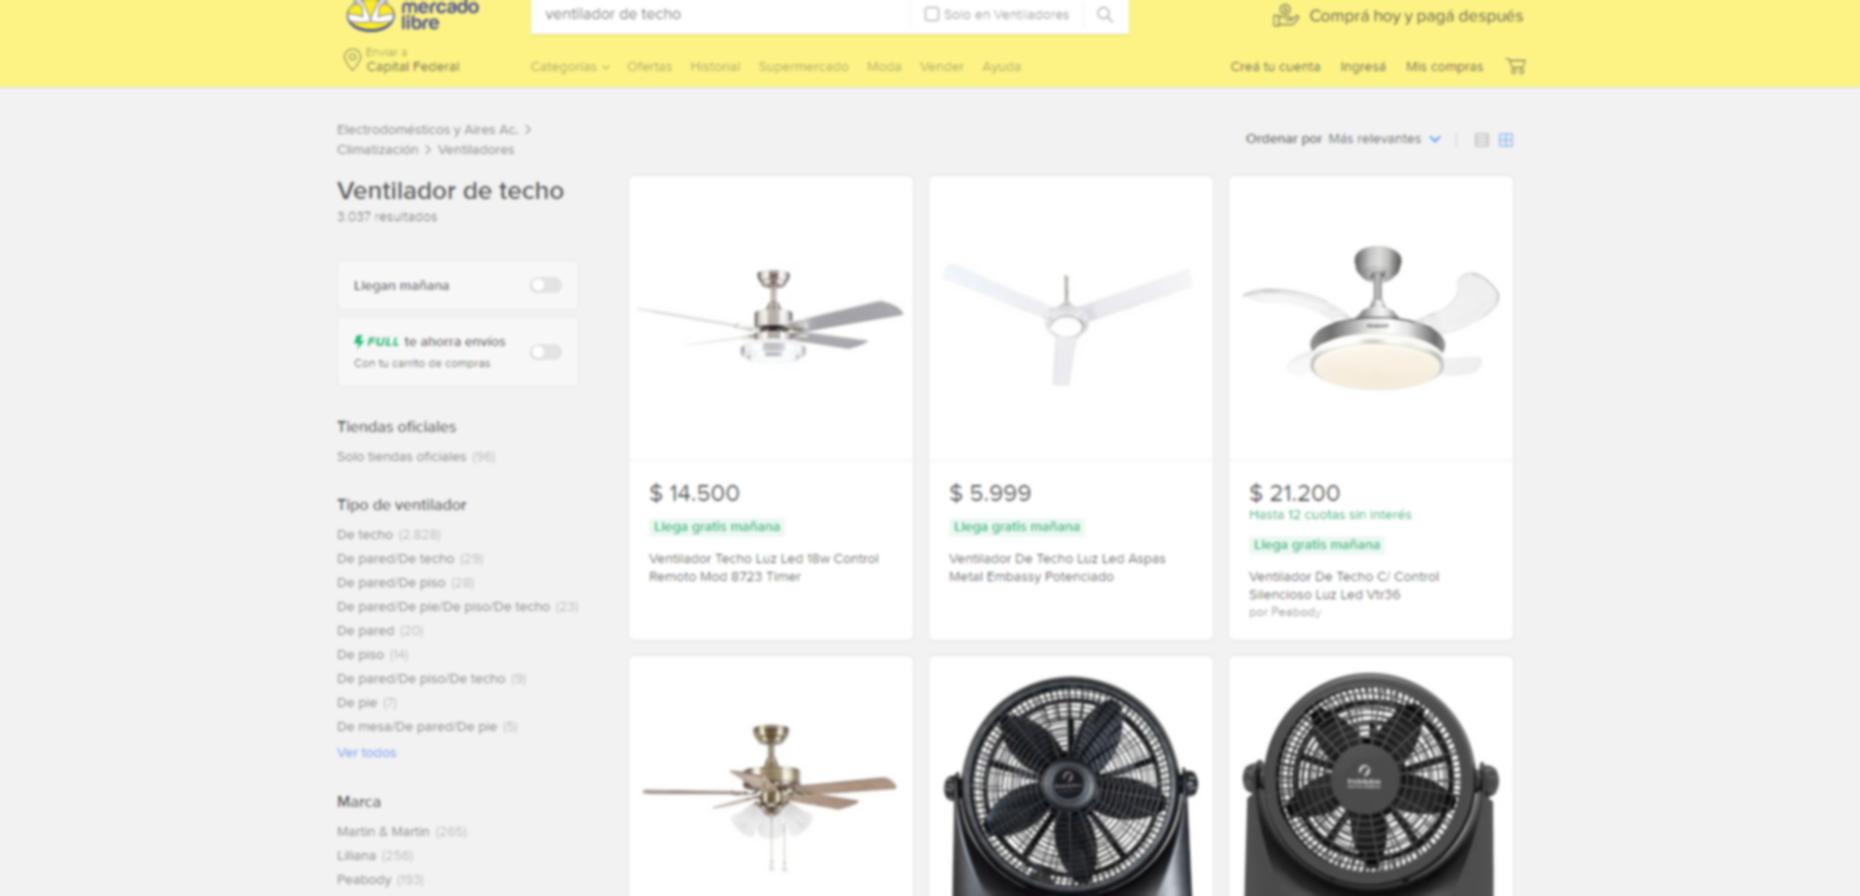 mercado
libre
ventilador de techo
Solo en Ventiladores
Comprá hoy y pagá después
Enviar a
Capital Federal
Categorías Ofertas Historial Supermercado Moda Vender Ayuda
Creá tu cuenta Ingresá Mis compras
Electrodomésticos y Aires Ac. >
Climatización > Ventiladores
Ordenar por Más relevantes
Ventilador de techo
3.037 resultados
Llegan mañana
FULL te ahorra envíos
Con tu carrito de compras
Tiendas oficiales
Solo tiendas oficiales (96)
Tipo de ventilador
De techo (2.828)
De pared/De techo (29)
De pared/De piso (28)
De pared/De pie/De piso/De techo (23)
De pared (20)
De piso (14)
De pared/De piso/De techo (9)
De pie (7)
De mesa/De pared/De pie (5)
Ver todos
Marca
Martin & Martin (265)
Liliana (256)
Peabody (193)
$ 14.500
Llega gratis mañana
Ventilador Techo Luz Led 18w Control
Remoto Mod 8723 Timer
$ 5.999
Llega gratis mañana
Ventilador De Techo Luz Led Aspas
Metal Embassy Potenciado
$ 21.200
Hasta 12 cuotas sin interés
Llega gratis mañana
Ventilador De Techo C/ Control
Silencioso Luz Led Vtr36
por Peabody